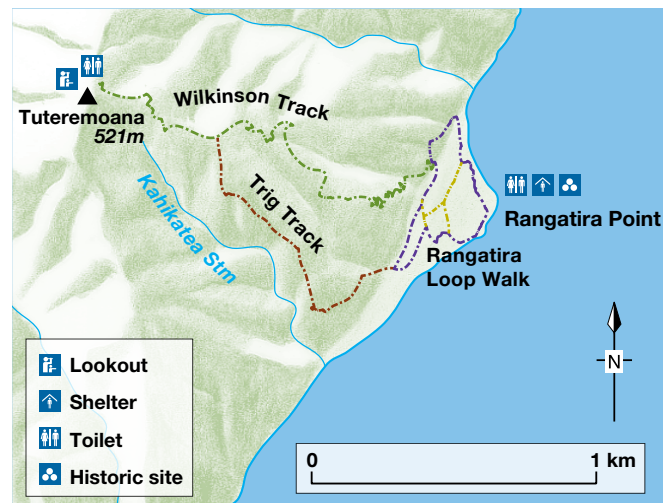 Wilkinson Track
Tuteremoana
521m
Kahikatea Stm
Trig Track
Rangatira Point
Rangatira
Loop Walk
N
Lookout
Shelter
Toilet
Historic site
0 1 km